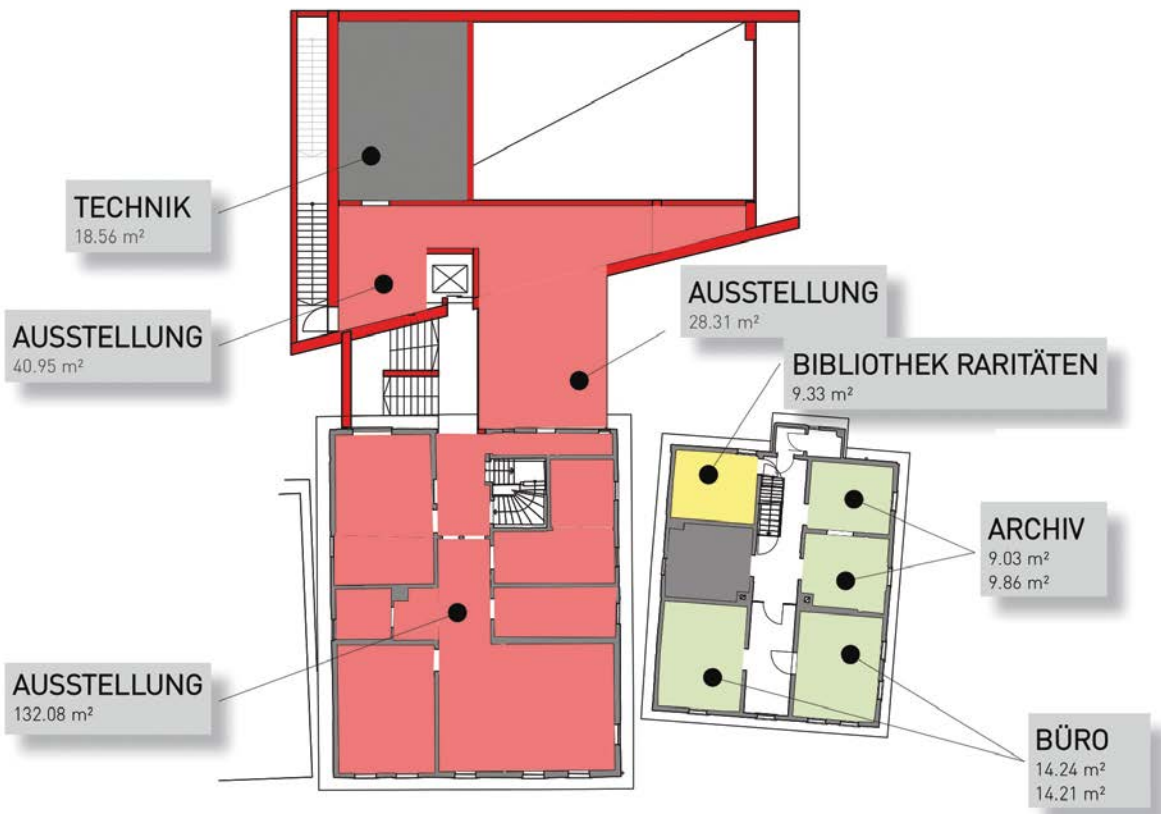 TECHNIK
18.56 m²
AUSSTELLUNG
40.95 m²
AUSSTELLUNG
28.31 m²
BIBLIOTHEK RARITÄTEN
9.33 m²
ARCHIV
9.03 m²
9.86 m²
AUSSTELLUNG
132.08 m²
BÜRO
14.24 m²
14.21 m²